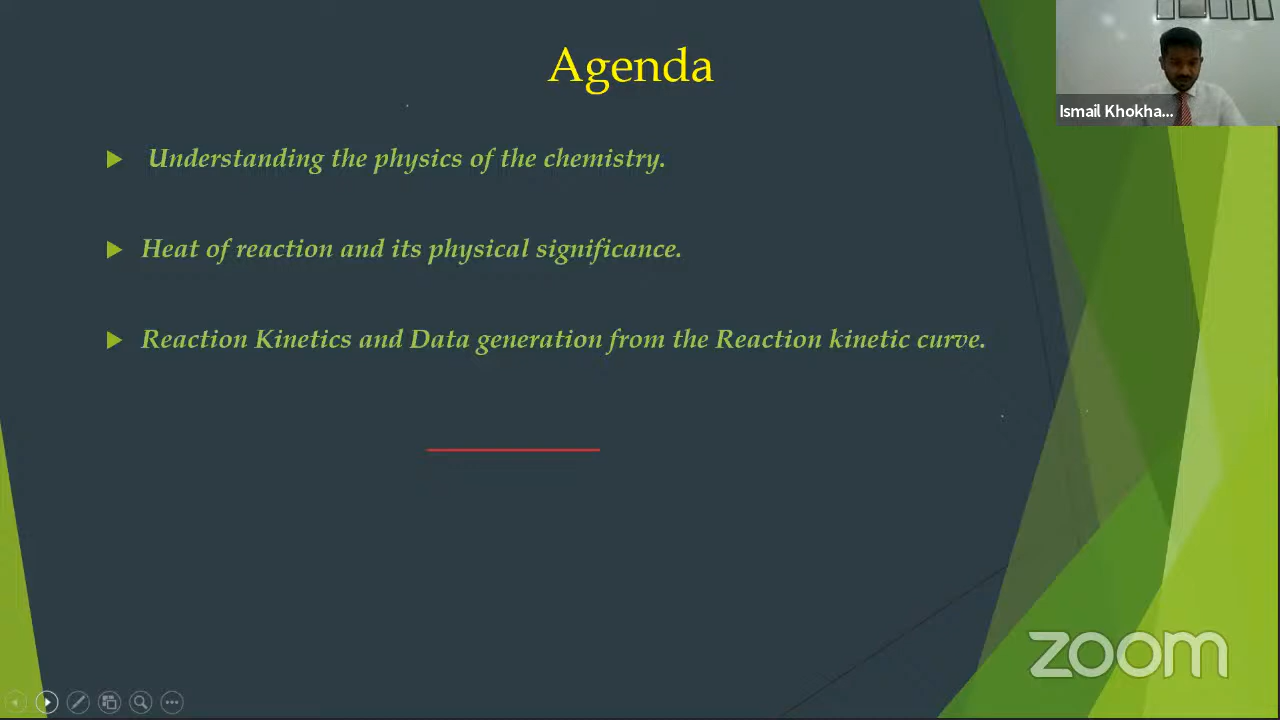 Agenda
Ismail Khokha...
Understanding the physics of the chemistry.
Heat of reaction and its physical significance.
Reaction Kinetics and Data generation from the Reaction kinetic curve.
zoom